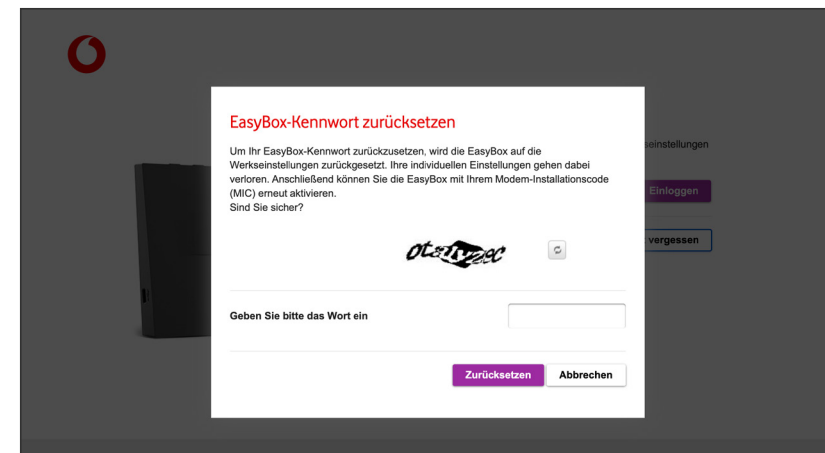 EasyBox-Kennwort zurücksetzen
Um Ihr EasyBox-Kennwort zurückzusetzen, wird die EasyBox auf die
Werkseinstellungen zurückgesetzt. Ihre individuellen Einstellungen gehen dabei
verloren. Anschließend können Sie die EasyBox mit Ihrem Modem-Installationscode
(MIC) erneut aktivieren.
Sind Sie sicher?
Geben Sie bitte das Wort ein
Zurücksetzen Abbrechen
seinstellungen
Einloggen
vergessen